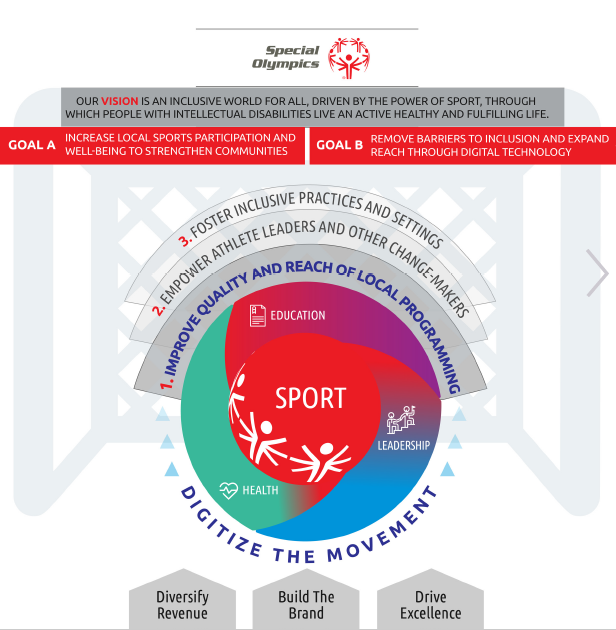 Special
Olympics
OUR VISION IS AN INCLUSIVE WORLD FOR ALL, DRIVEN BY THE POWER OF SPORT, THROUGH
WHICH PEOPLE WITH INTELLECTUAL DISABILITIES LIVE AN ACTIVE HEALTHY AND FULFILLING LIFE.
GOAL A
INCREASE LOCAL SPORTS PARTICIPATION AND
WELL-BEING TO STRENGTHEN COMMUNITIES
GOAL B
REMOVE BARRIERS TO INCLUSION AND EXPAND
REACH THROUGH DIGITAL TECHNOLOGY
3. FOSTER INCLUSIVE PRACTICES AND SETTINGS
2. EMPOWER ATHLETE LEADERS AND OTHER CHANGE-MAKERS
1. IMPROVE QUALITY AND REACH OF LOCAL PROGRAMMING
EDUCATION
SPORT
LEADERSHIP
HEALTH
DIGITIZE THE MOVEMENT
Diversify
Revenue
Build The
Brand
Drive
Excellence